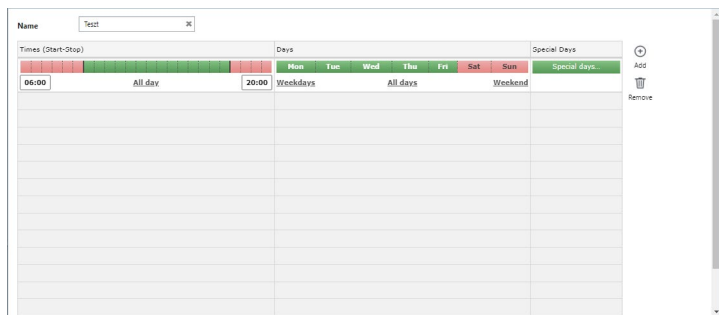 Name Teszt
Times (Start-Stop) Days Special Days
Mon Tue Wed Thu Fri Sat Sun Special days...
Add
06:00 All day 20:00 Weekdays All days Weekend
Remove